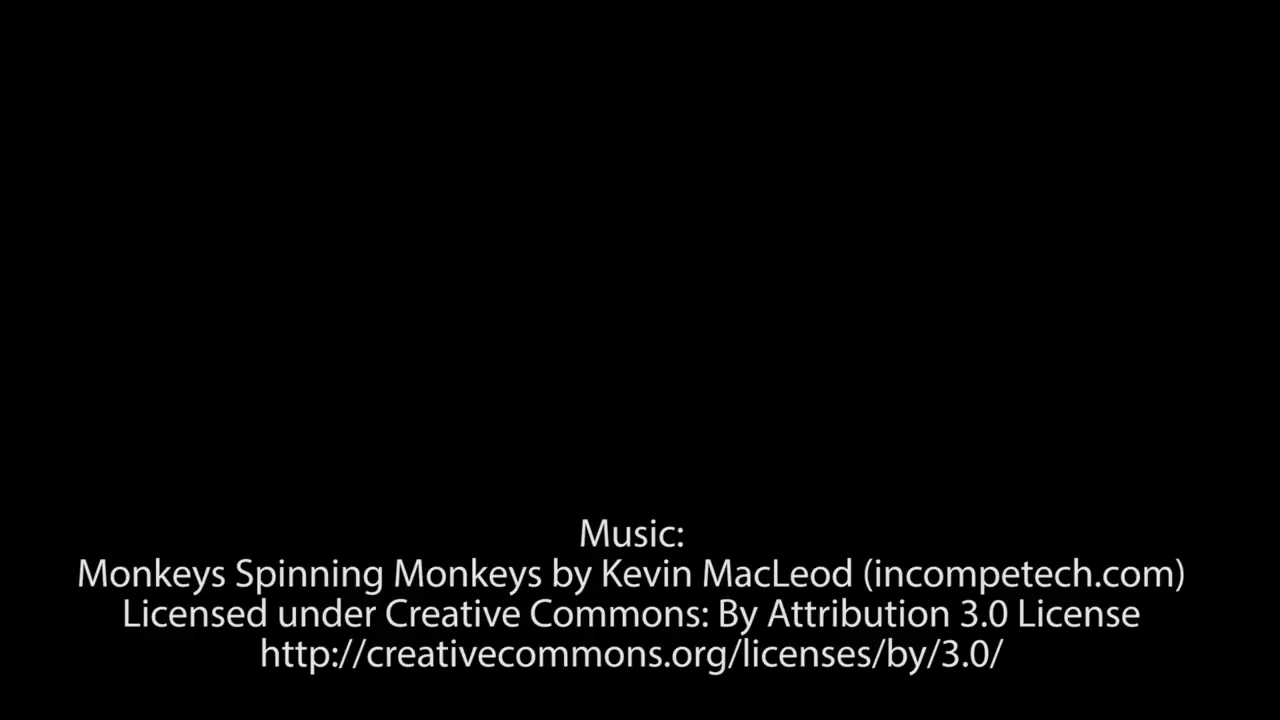 Music:
Monkeys Spinning Monkeys by Kevin MacLeod (incompetech.com)
Licensed under Creative Commons: By Attribution 3.0 License
http://creativecommons.org/licenses/by/3.0/